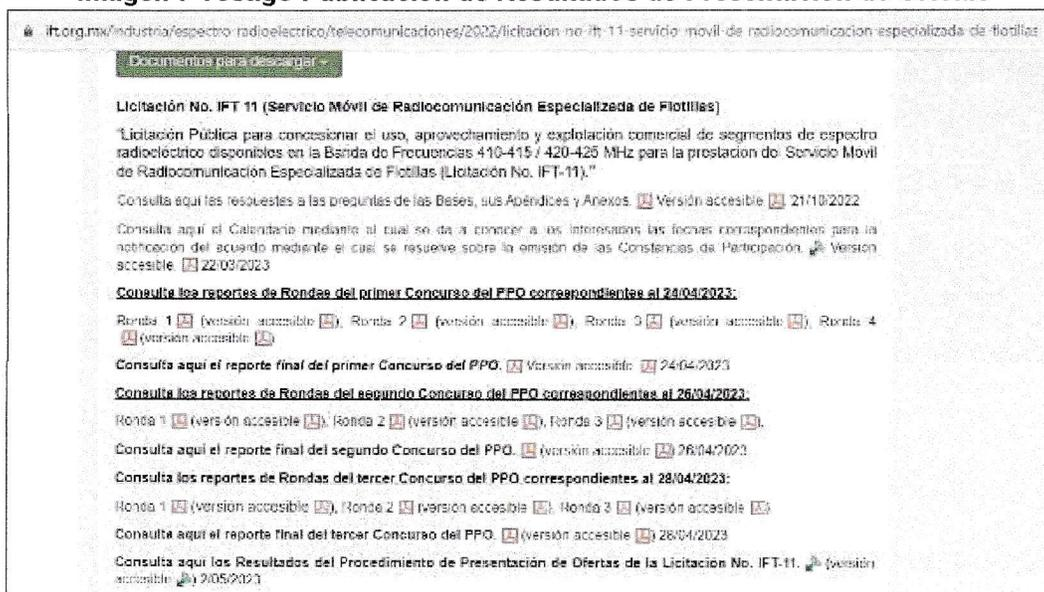 ift.org.mx/industria/espectro-radioelectrico/telecomunicaciones/2022/licitacion-no-ift-11-servicio-movil-de-radiocomunicacion-especializada-de-flotillas
Documentos para descargar
Licitación No. IFT 11 (Servicio Móvil de Radiocomunicación Especializada de Flotillas)
"Licitación Pública para concesionar el uso, aprovechamiento y explotación comercial de segmentos de espectro
radioeléctrico disponibles en la Banda de Frecuencias 410-415 / 420-425 MHz para la prestación del Servicio Móvil
de Radiocomunicación Especializada de Flotillas (Licitación No. IFT-11)."
Consulta aquí las respuestas a las preguntas de las Bases, sus Apéndices y Anexos. Versión accesible 21/10/2022
Consulta aquí el Calendario mediante el cual se da a conocer a los interesados las fechas correspondientes para la
notificación del acuerdo mediante el cual se resuelve sobre la emisión de las Constancias de Participación. Versión
accesible 22/03/2023
Consulta los reportes de Rondas del primer Concurso del PPO correspondientes al 24/04/2023:
Ronda 1 (versión accesible ), Ronda 2 (versión accesible ), Ronda 3 (versión accesible ), Ronda 4
(versión accesible )
Consulta aquí el reporte final del primer Concurso del PPO. Versión accesible 24/04/2023
Consulta los reportes de Rondas del segundo Concurso del PPO correspondientes al 26/04/2023:
Ronda 1 (versión accesible ), Ronda 2 (versión accesible ), Ronda 3 (versión accesible ).
Consulta aquí el reporte final del segundo Concurso del PPO. (versión accesible ) 26/04/2023
Consulta los reportes de Rondas del tercer Concurso del PPO correspondientes al 28/04/2023:
Ronda 1 (versión accesible ), Ronda 2 (versión accesible ), Ronda 3 (versión accesible )
Consulta aquí el reporte final del tercer Concurso del PPO. (versión accesible ) 28/04/2023
Consulta aquí los Resultados del Procedimiento de Presentación de Ofertas de la Licitación No. IFT-11. (versión
accesible ) 2/05/2023